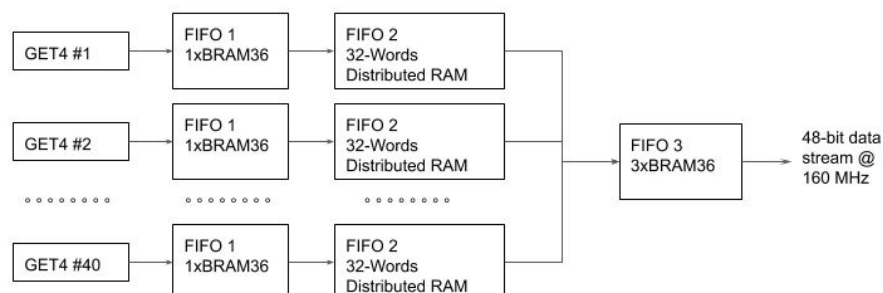 GET4 #1
FIFO 1
1xBRAM36
FIFO 2
32-Words
Distributed RAM
GET4 #2
FIFO 1
1xBRAM36
FIFO 2
32-Words
Distributed RAM
FIFO 3
3xBRAM36
48-bit data
stream @
160 MHz
GET4 #40
FIFO 1
1xBRAM36
FIFO 2
32-Words
Distributed RAM